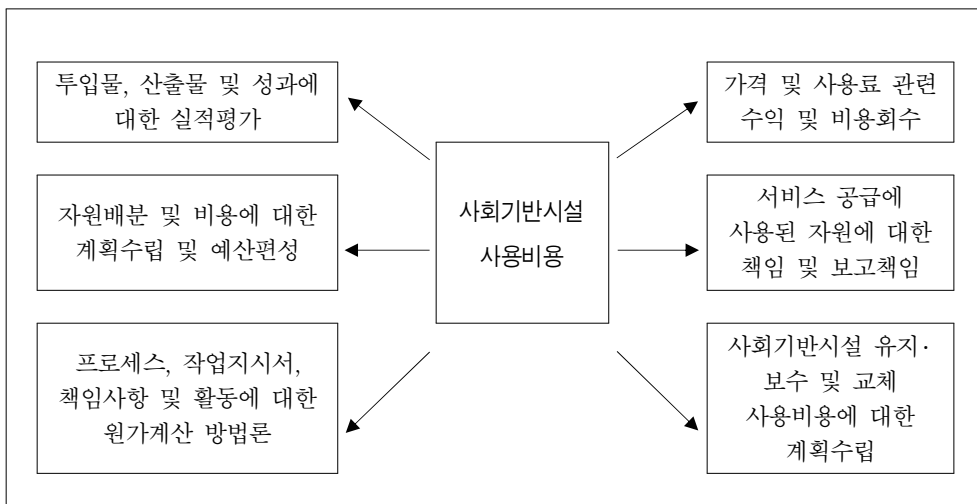 투입물, 산출물 및 성과에
대한 실적평가
가격 및 사용료 관련
수익 및 비용회수
자원배분 및 비용에 대한
계획수립 및 예산편성
사회기반시설
사용비용
서비스 공급에
사용된 자원에 대한
책임 및 보고책임
프로세스, 작업지시서,
책임사항 및 활동에 대한
원가계산 방법론
사회기반시설 유지·
보수 및 교체
사용비용에 대한
계획수립